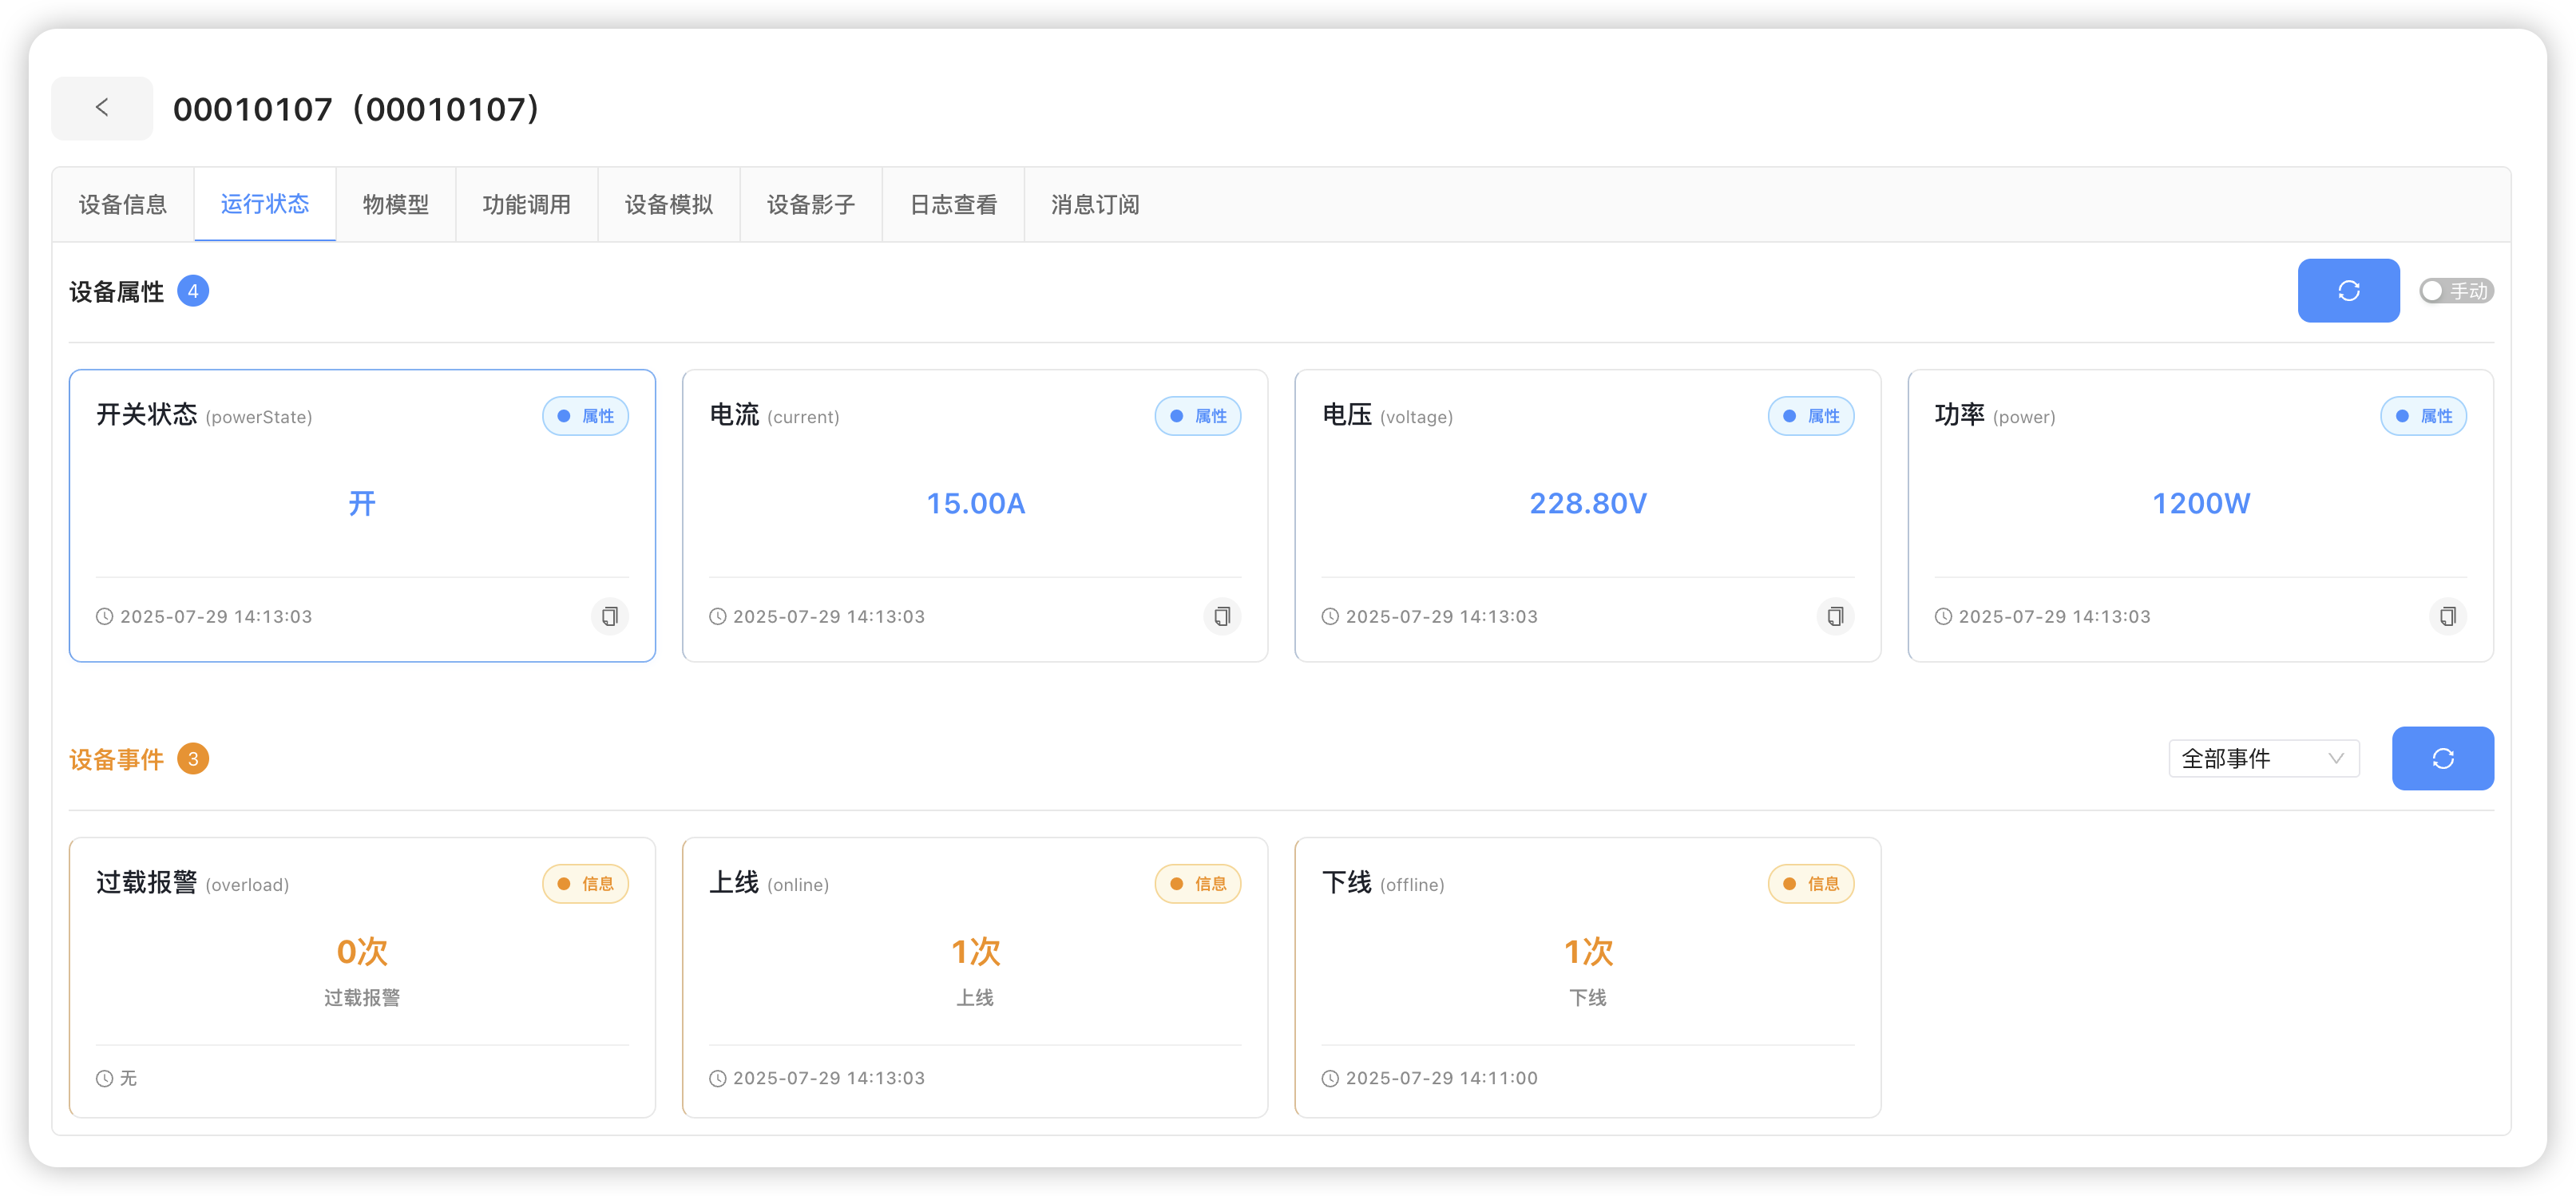 00010107（00010107）
设备信息 运行状态 物模型 功能调用 设备模拟 设备影子 日志查看 消息订阅
设备属性 4 手动
开关状态 (powerState) 属性
开
2025-07-29 14:13:03
电流 (current) 属性
15.00A
2025-07-29 14:13:03
电压 (voltage) 属性
228.80V
2025-07-29 14:13:03
功率 (power) 属性
1200W
2025-07-29 14:13:03
设备事件 3 全部事件
过载报警 (overload) 信息
0次
过载报警
无
上线 (online) 信息
1次
上线
2025-07-29 14:13:03
下线 (offline) 信息
1次
下线
2025-07-29 14:11:00